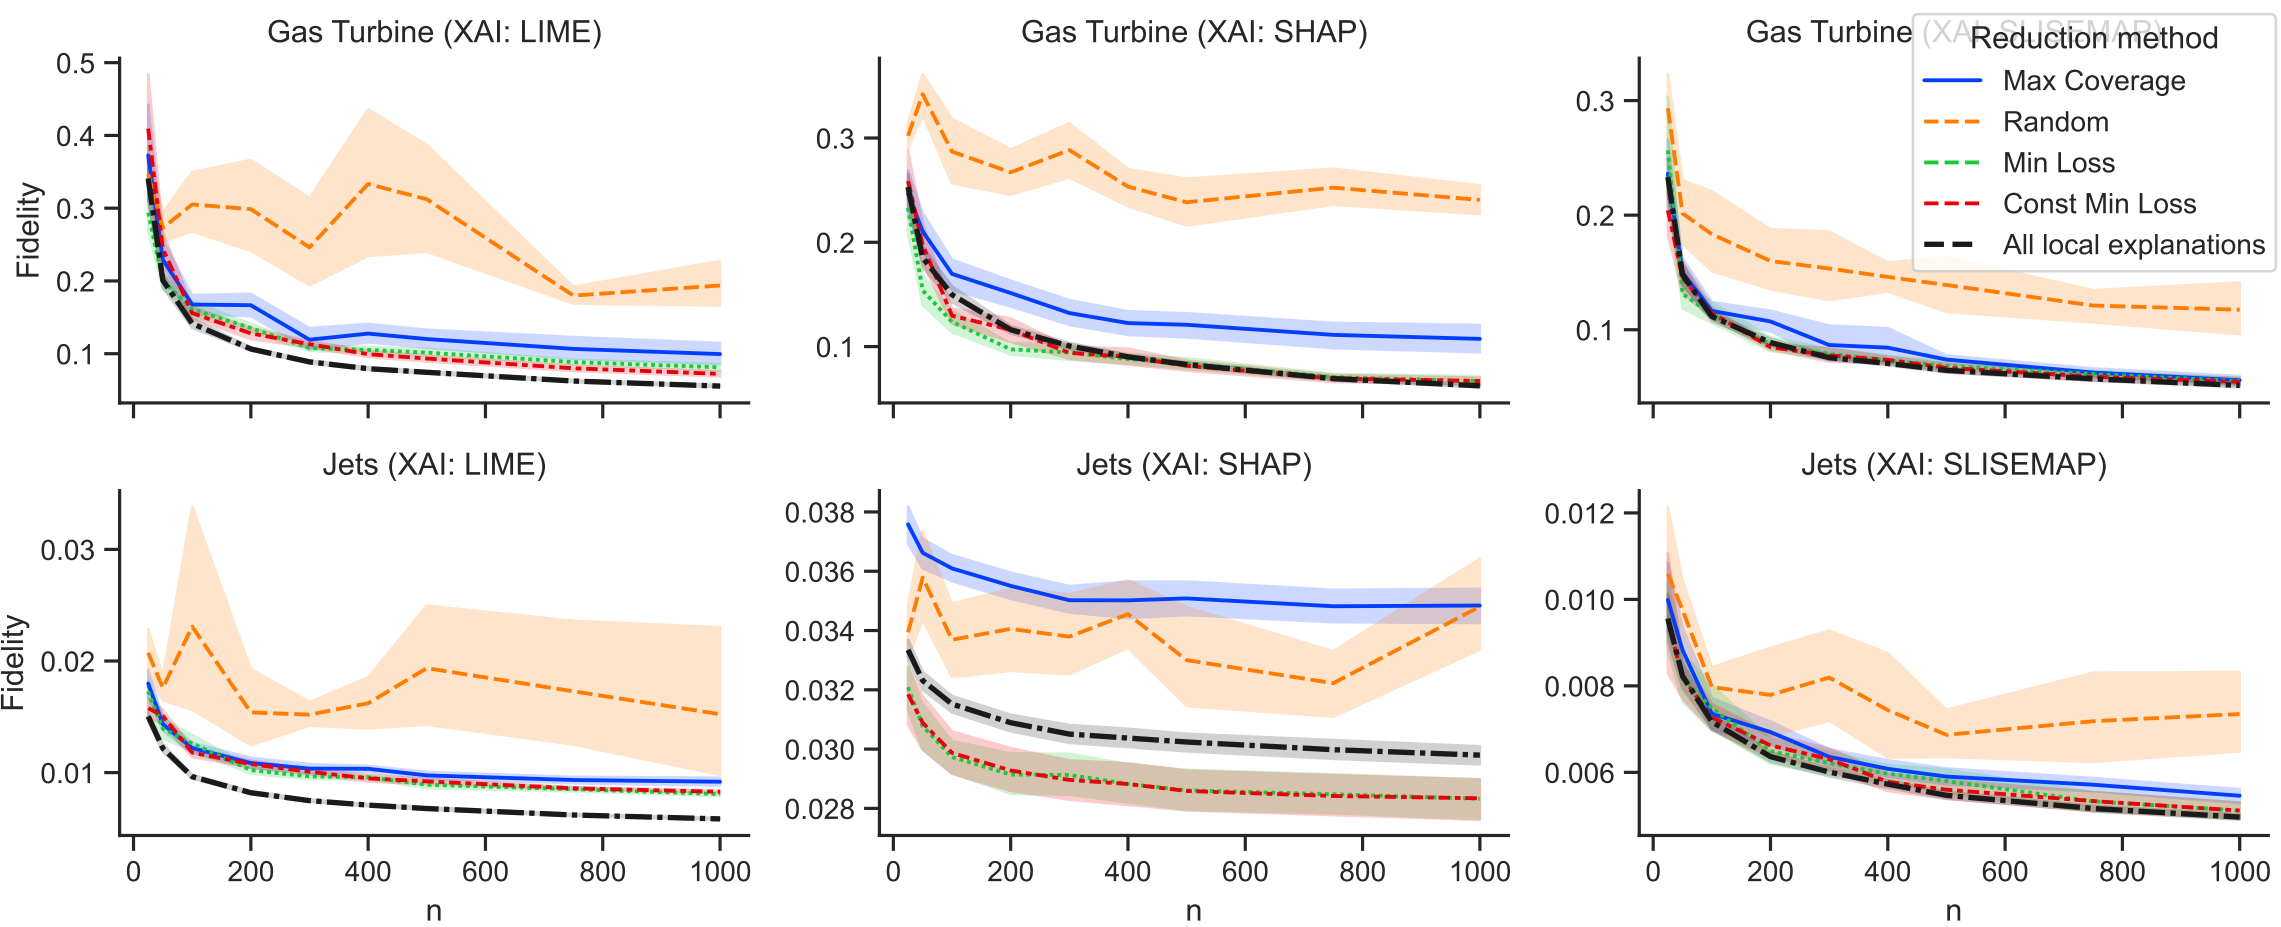 Gas Turbine (XAI: LIME)
Gas Turbine (XAI: SHAP)
Gas Turbine (XAI: SLISEMAP)
Reduction method
Max Coverage
Random
Min Loss
Const Min Loss
All local explanations
Fidelity
0.5
0.4
0.3
0.2
0.1
0.3
0.2
0.1
0.3
0.2
0.1
Jets (XAI: LIME)
Jets (XAI: SHAP)
Jets (XAI: SLISEMAP)
Fidelity
0.03
0.02
0.01
0.038
0.036
0.034
0.032
0.030
0.028
0.012
0.010
0.008
0.006
0 200 400 600 800 1000
0 200 400 600 800 1000
0 200 400 600 800 1000
n
n
n